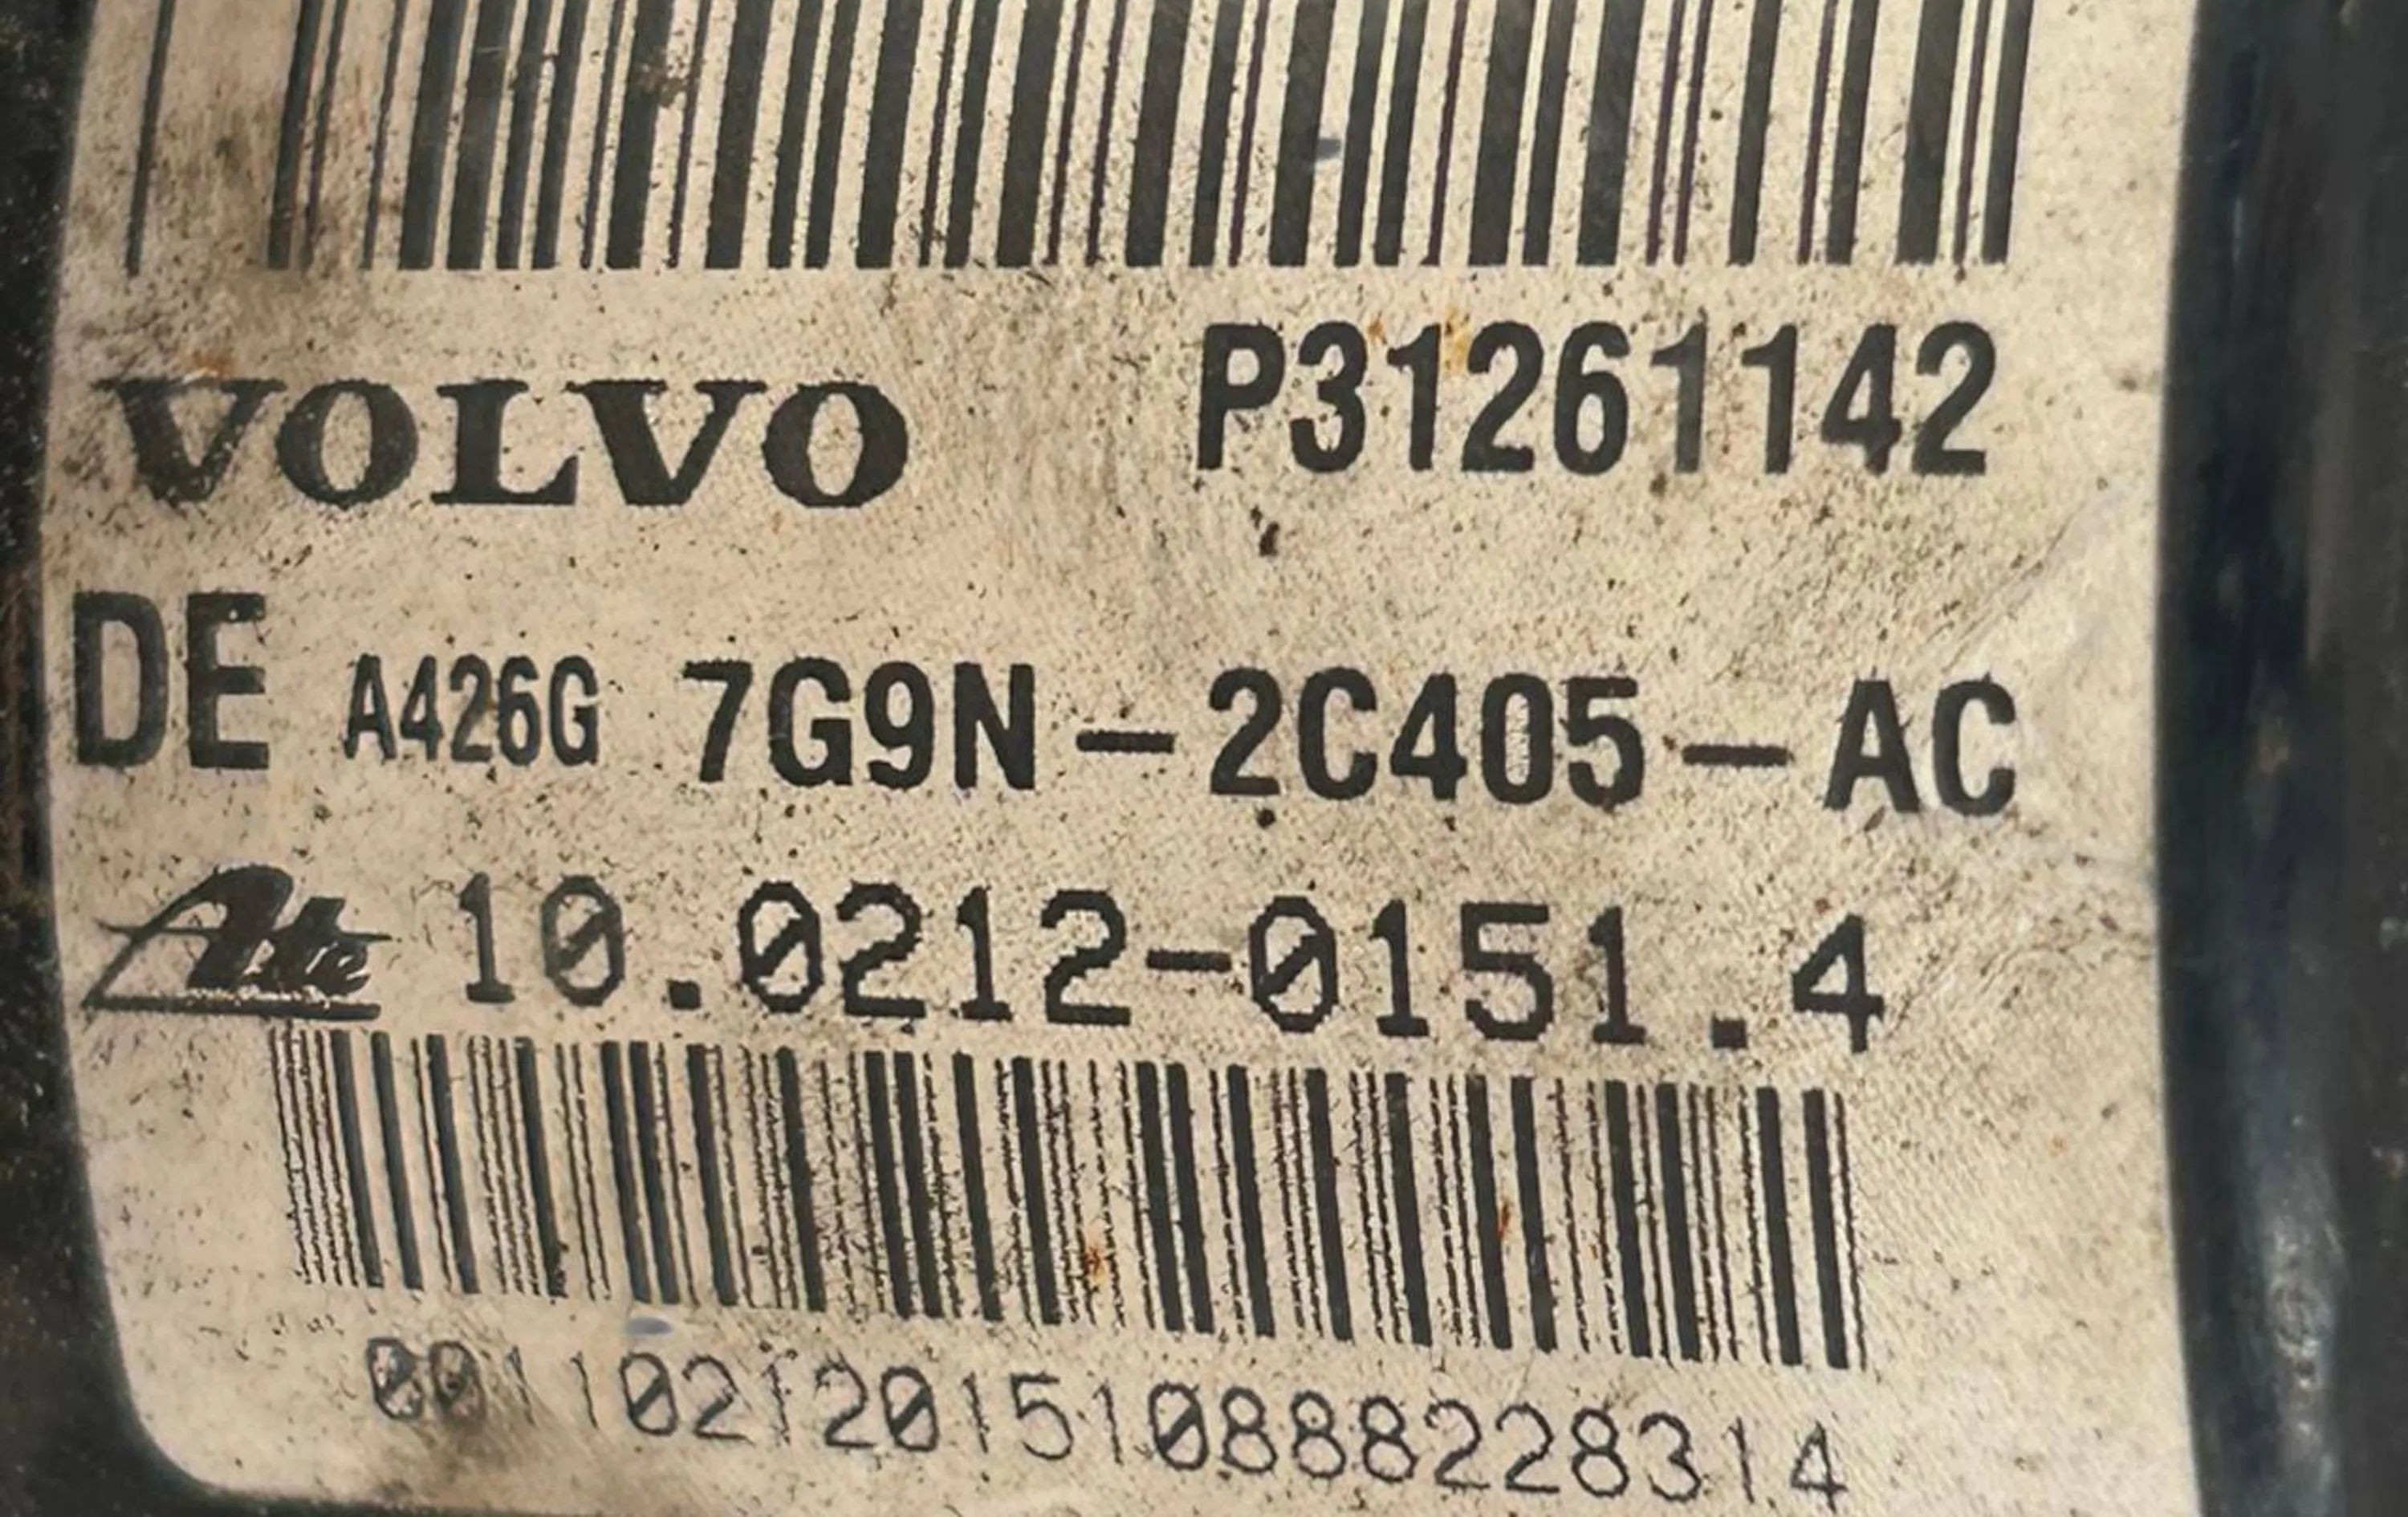 VOLVO P31261142
DE A426G 7G9N-2C405-AC
Ate 10.0212-0151.4
0011021201510888228314